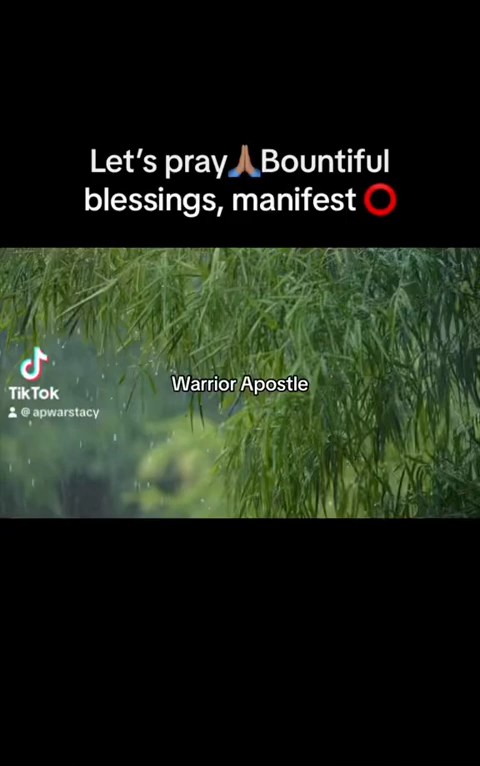 Let's pray🙏🏽Bountiful
blessings, manifest ⭕
Warrior Apostle
TikTok
@apwarstacy